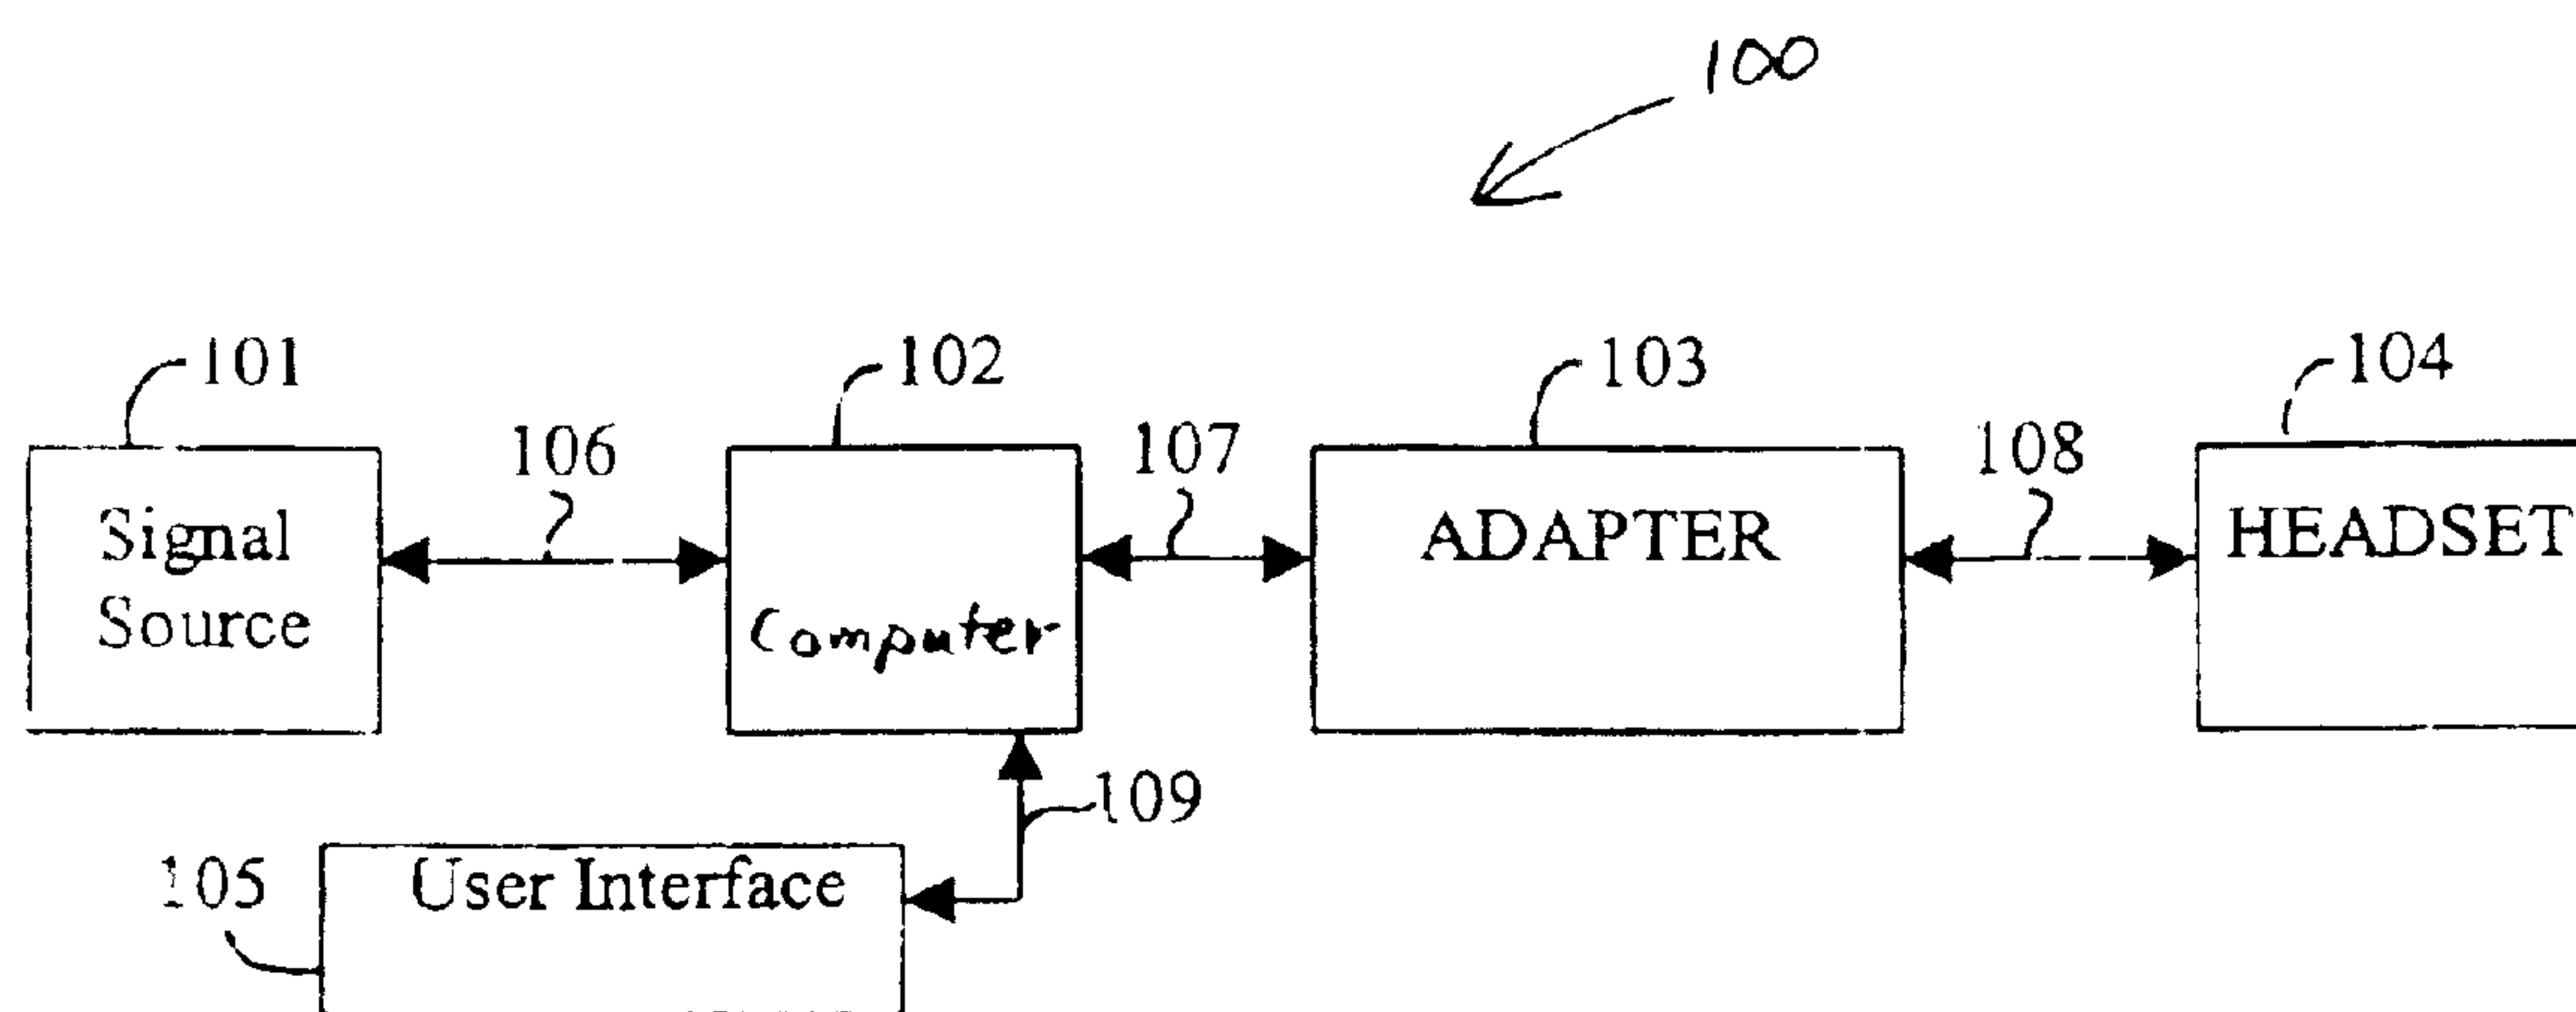 100
101
102
103
104
106
107
108
Signal
Source
Computer
ADAPTER
HEADSET
109
105
User Interface